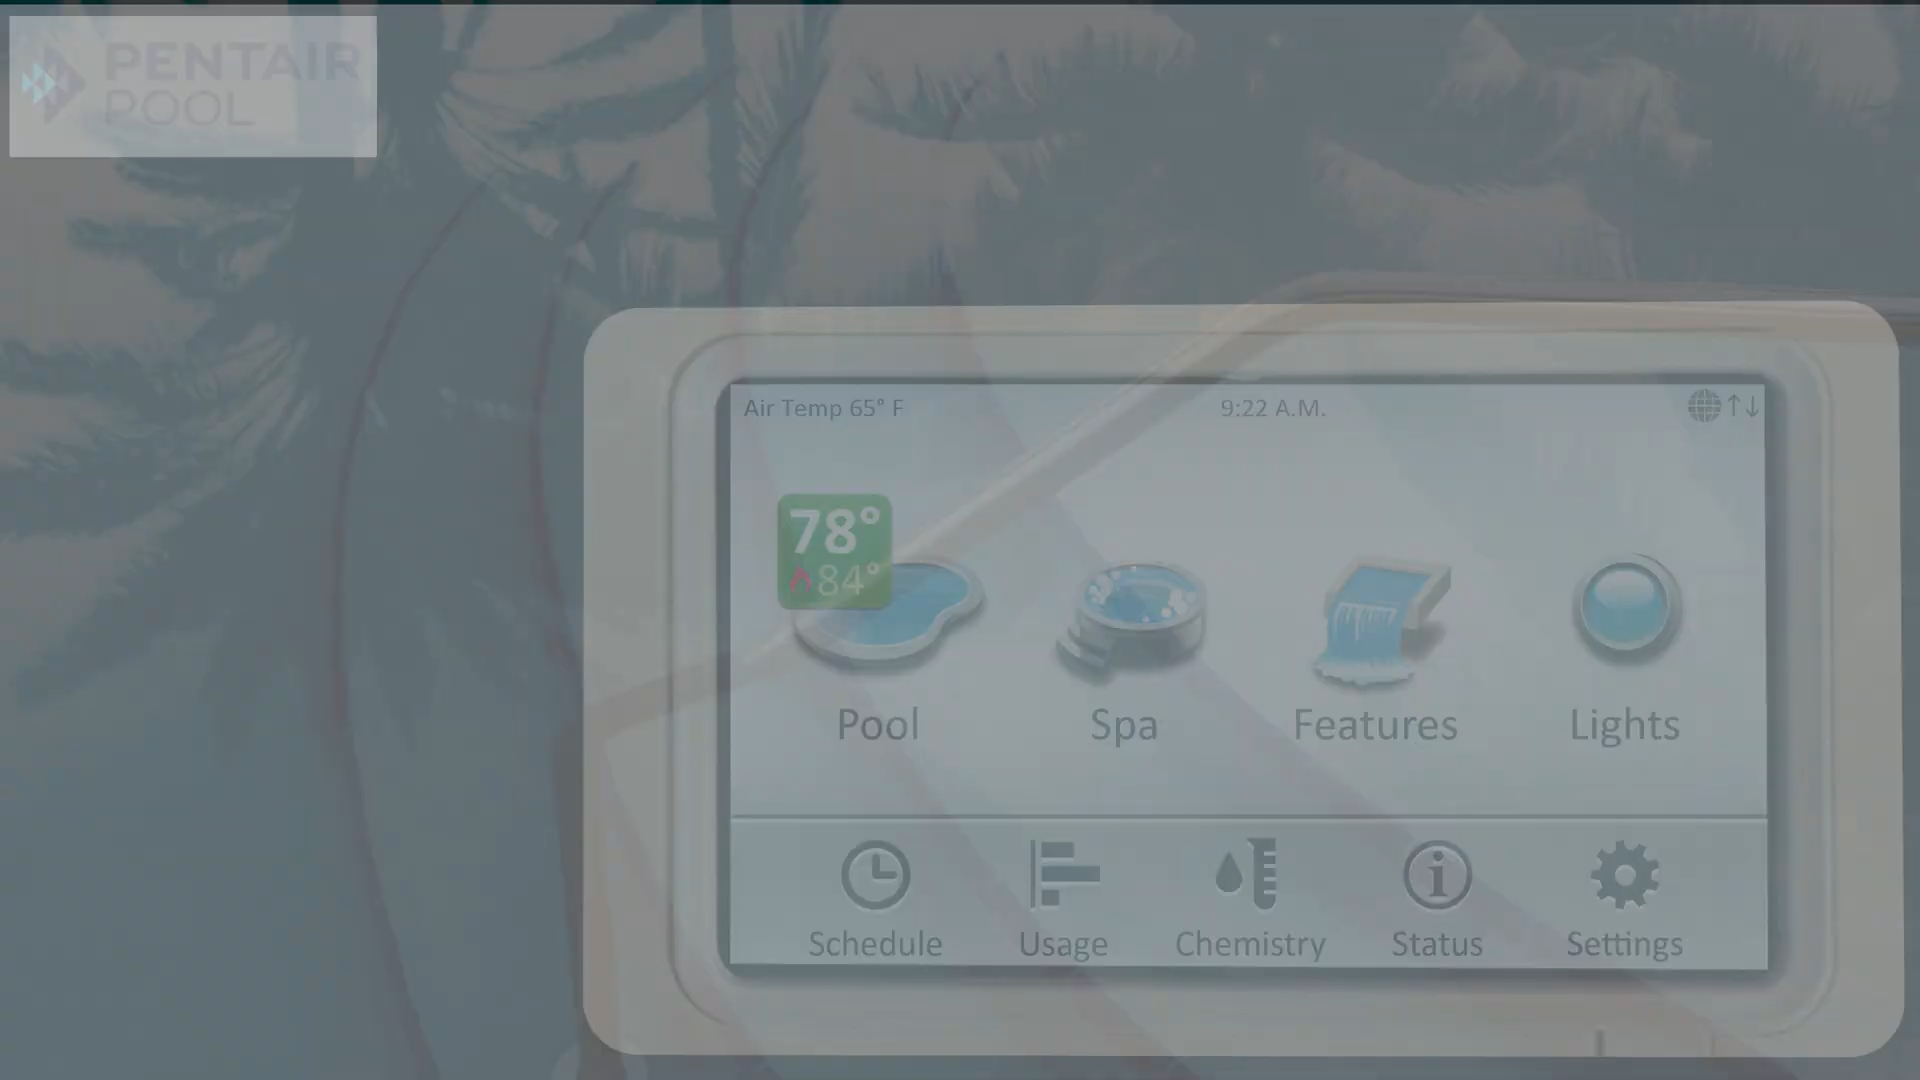 PENTAIR
POOL
Air Temp 65° F
9:22 A.M.
78°
84°
Pool
Spa
Features
Lights
Schedule
Usage
Chemistry
Status
Settings